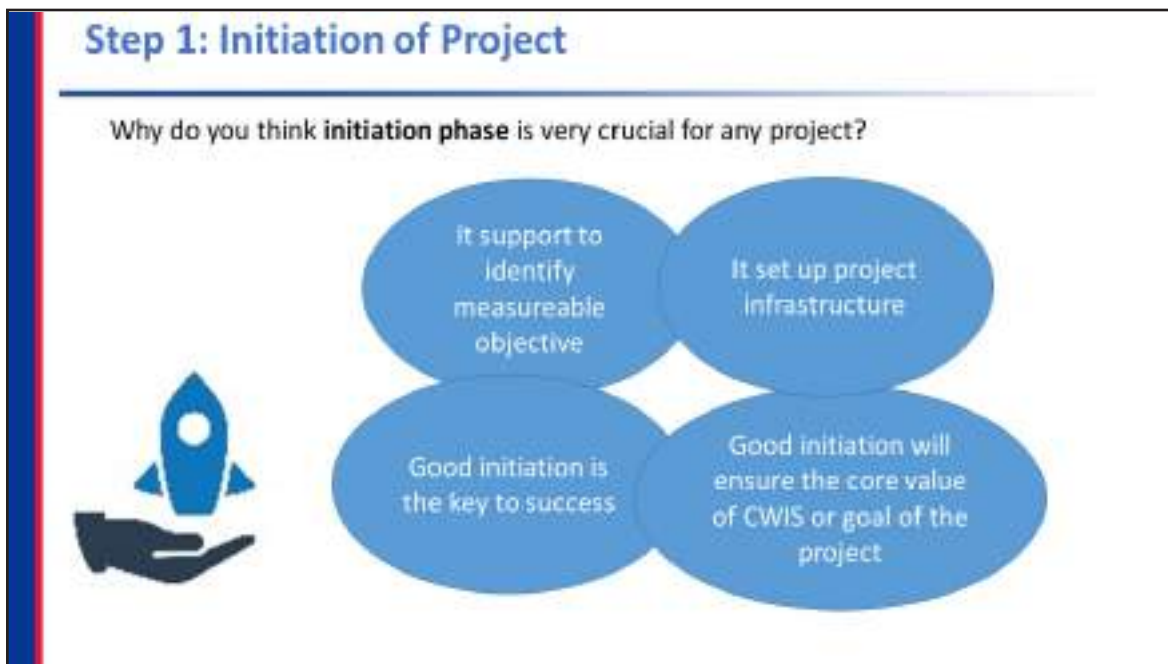 Step 1: Initiation of Project
Why do you think initiation phase is very crucial for any project?
it support to
identify
measureable
objective
It set up project
infrastructure
Good initiation is
the key to success
Good initiation will
ensure the core value
of CWIS or goal of the
project